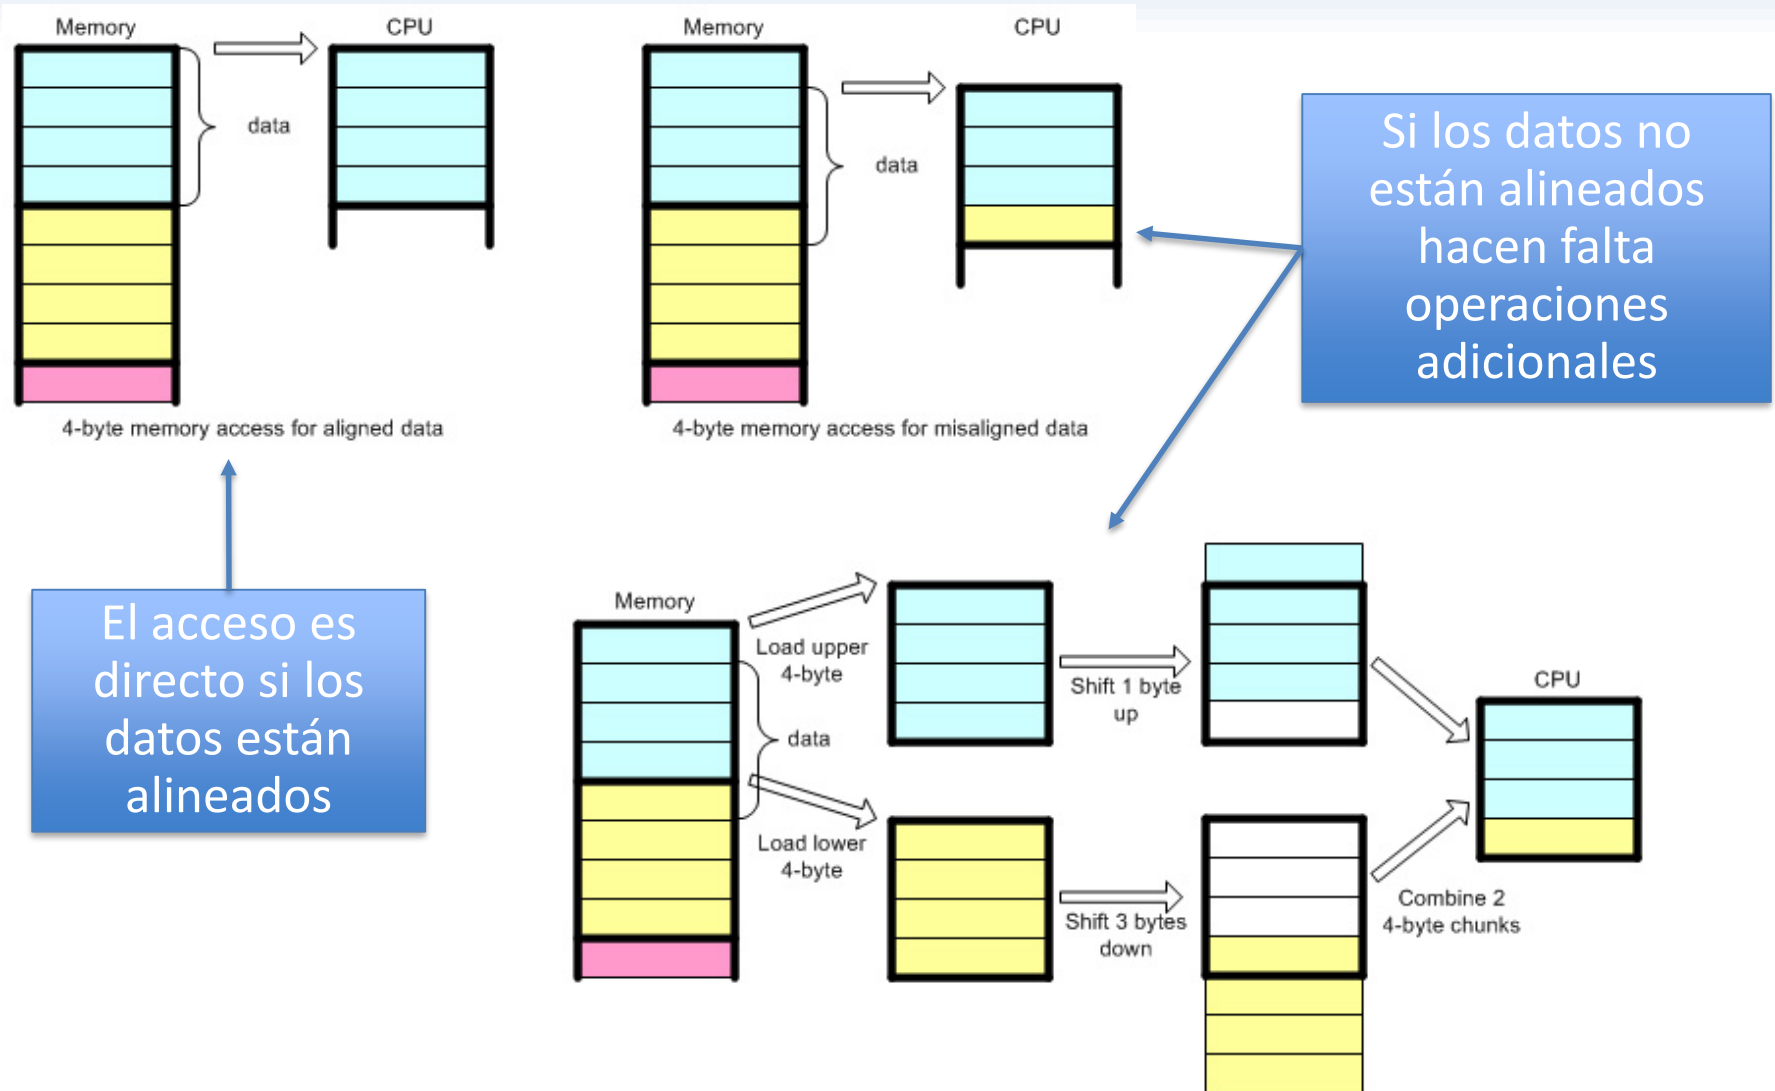 Memory
CPU
data
4-byte memory access for aligned data
Memory
CPU
data
4-byte memory access for misaligned data
Si los datos no
están alineados
hacen falta
operaciones
adicionales
El acceso es
directo si los
datos están
alineados
Memory
data
Load upper
4-byte
Shift 1 byte
up
Load lower
4-byte
Shift 3 bytes
down
CPU
Combine 2
4-byte chunks